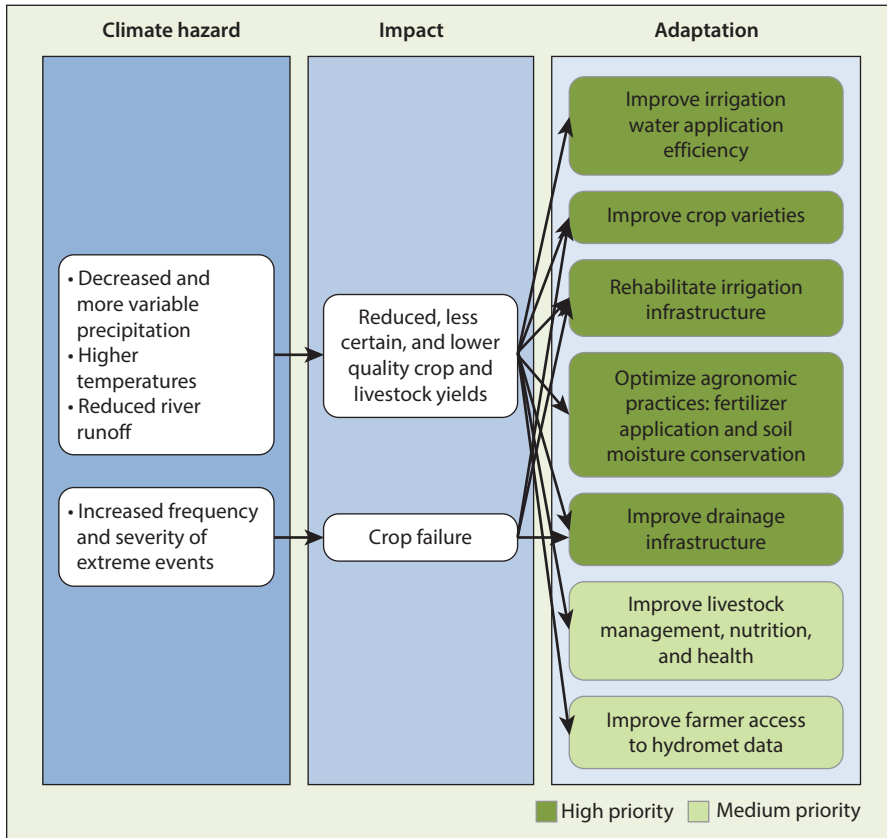 Climate hazard
Impact
Adaptation
• Decreased and
more variable
precipitation
• Higher
temperatures
• Reduced river
runoff
• Increased frequency
and severity of
extreme events
Reduced, less
certain, and lower
quality crop and
livestock yields
Crop failure
Improve irrigation
water application
efficiency
Improve crop varieties
Rehabilitate irrigation
infrastructure
Optimize agronomic
practices: fertilizer
application and soil
moisture conservation
Improve drainage
infrastructure
Improve livestock
management, nutrition,
and health
Improve farmer access
to hydromet data
High priority
Medium priority